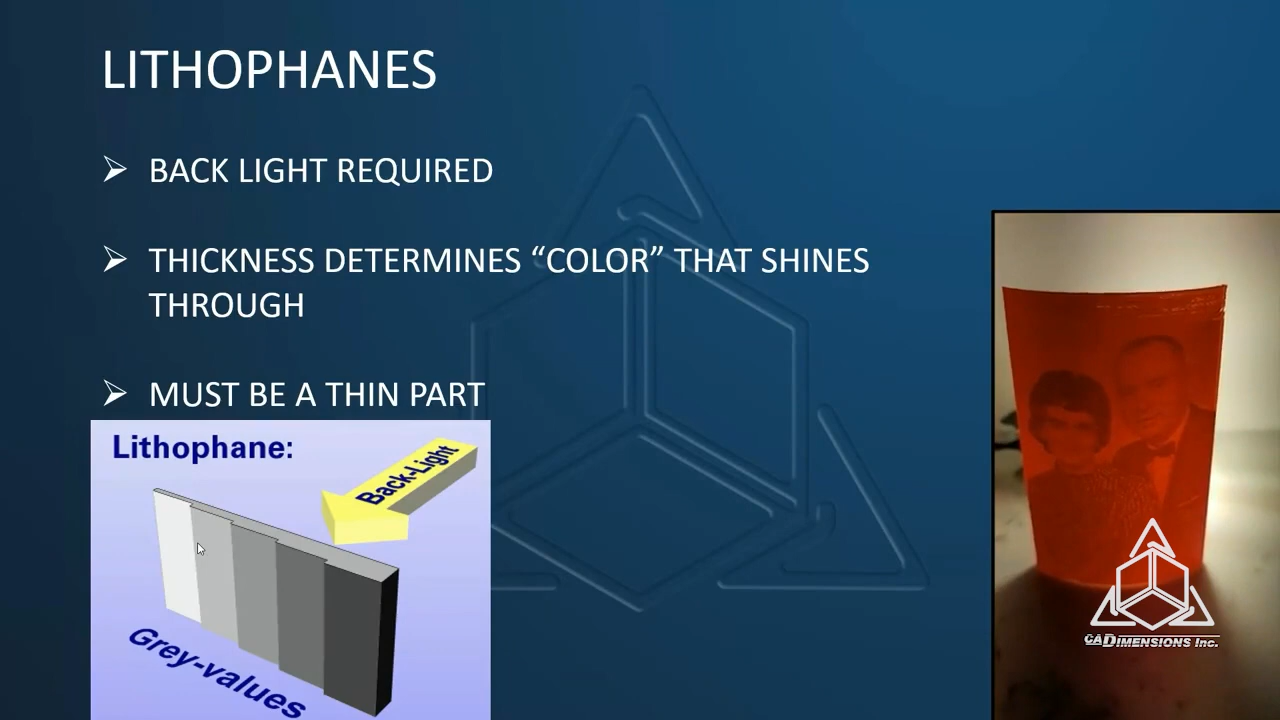 LITHOPHANES
BACK LIGHT REQUIRED
THICKNESS DETERMINES “COLOR” THAT SHINES
THROUGH
MUST BE A THIN PART
Lithophane:
Back-Light
Grey-values
CADIMENSIONS Inc.